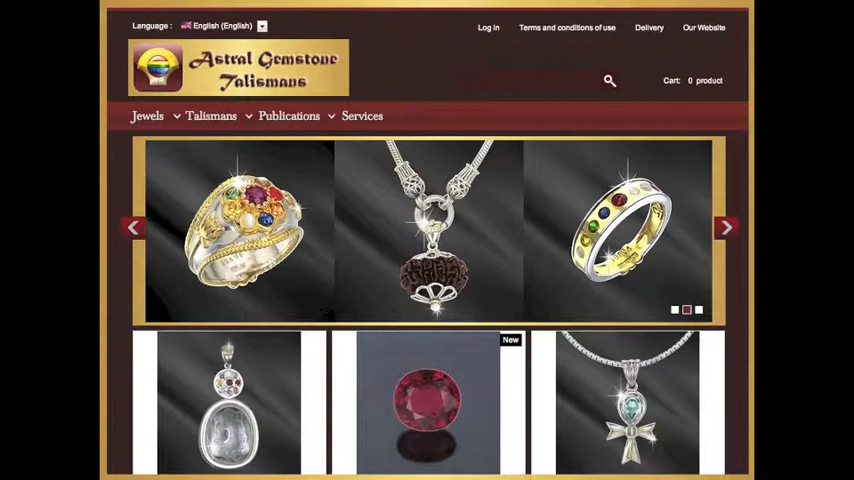 Language : English (English)
Log in Terms and conditions of use Delivery Our Website
Astral Gemstone
Talismans
Cart: 0 product
Jewels Talismans Publications Services
New